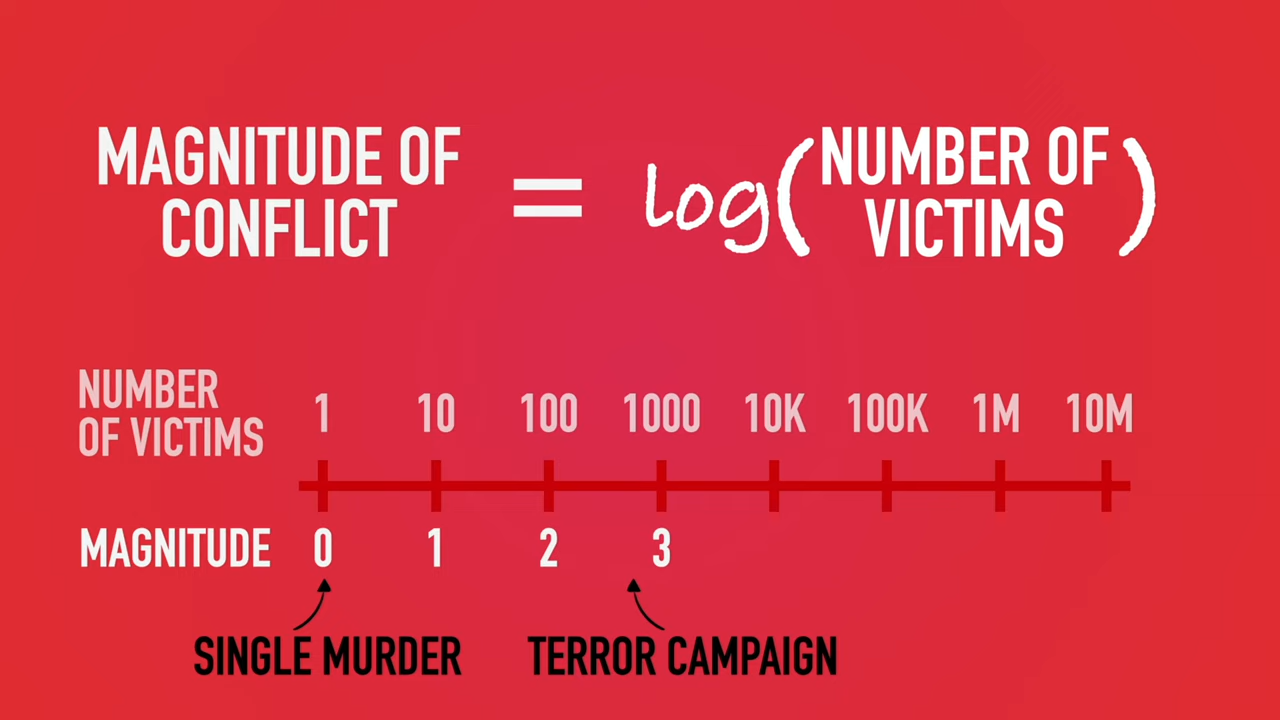 MAGNITUDE OF
CONFLICT
=
log(NUMBER OF
VICTIMS)
NUMBER
OF VICTIMS
1 10 100 1000 10K 100K 1M 10M
MAGNITUDE 0 1 2 3
SINGLE MURDER
TERROR CAMPAIGN